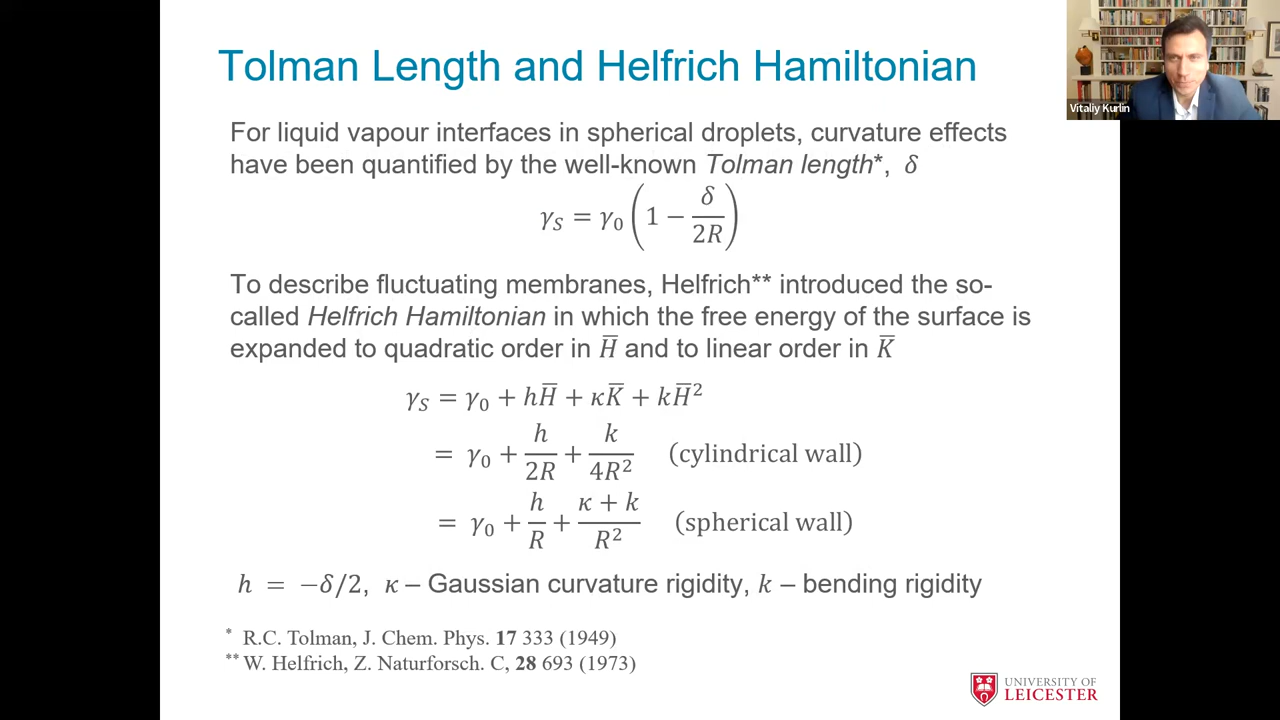 Tolman Length and Helfrich Hamiltonian
Vitaliy Kurlin
For liquid vapour interfaces in spherical droplets, curvature effects
have been quantified by the well-known Tolman length*, δ
γ_S = γ_0 (1 − δ/2R)
To describe fluctuating membranes, Helfrich** introduced the so-
called Helfrich Hamiltonian in which the free energy of the surface is
expanded to quadratic order in H̅ and to linear order in K̅
γ_S = γ_0 + hH̅ + κK̅ + kH̅²
= γ_0 + h/2R + k/4R² (cylindrical wall)
= γ_0 + h/R + (κ + k)/R² (spherical wall)
h = −δ/2, κ – Gaussian curvature rigidity, k – bending rigidity
* R.C. Tolman, J. Chem. Phys. 17 333 (1949)
** W. Helfrich, Z. Naturforsch. C, 28 693 (1973)
UNIVERSITY OF
LEICESTER